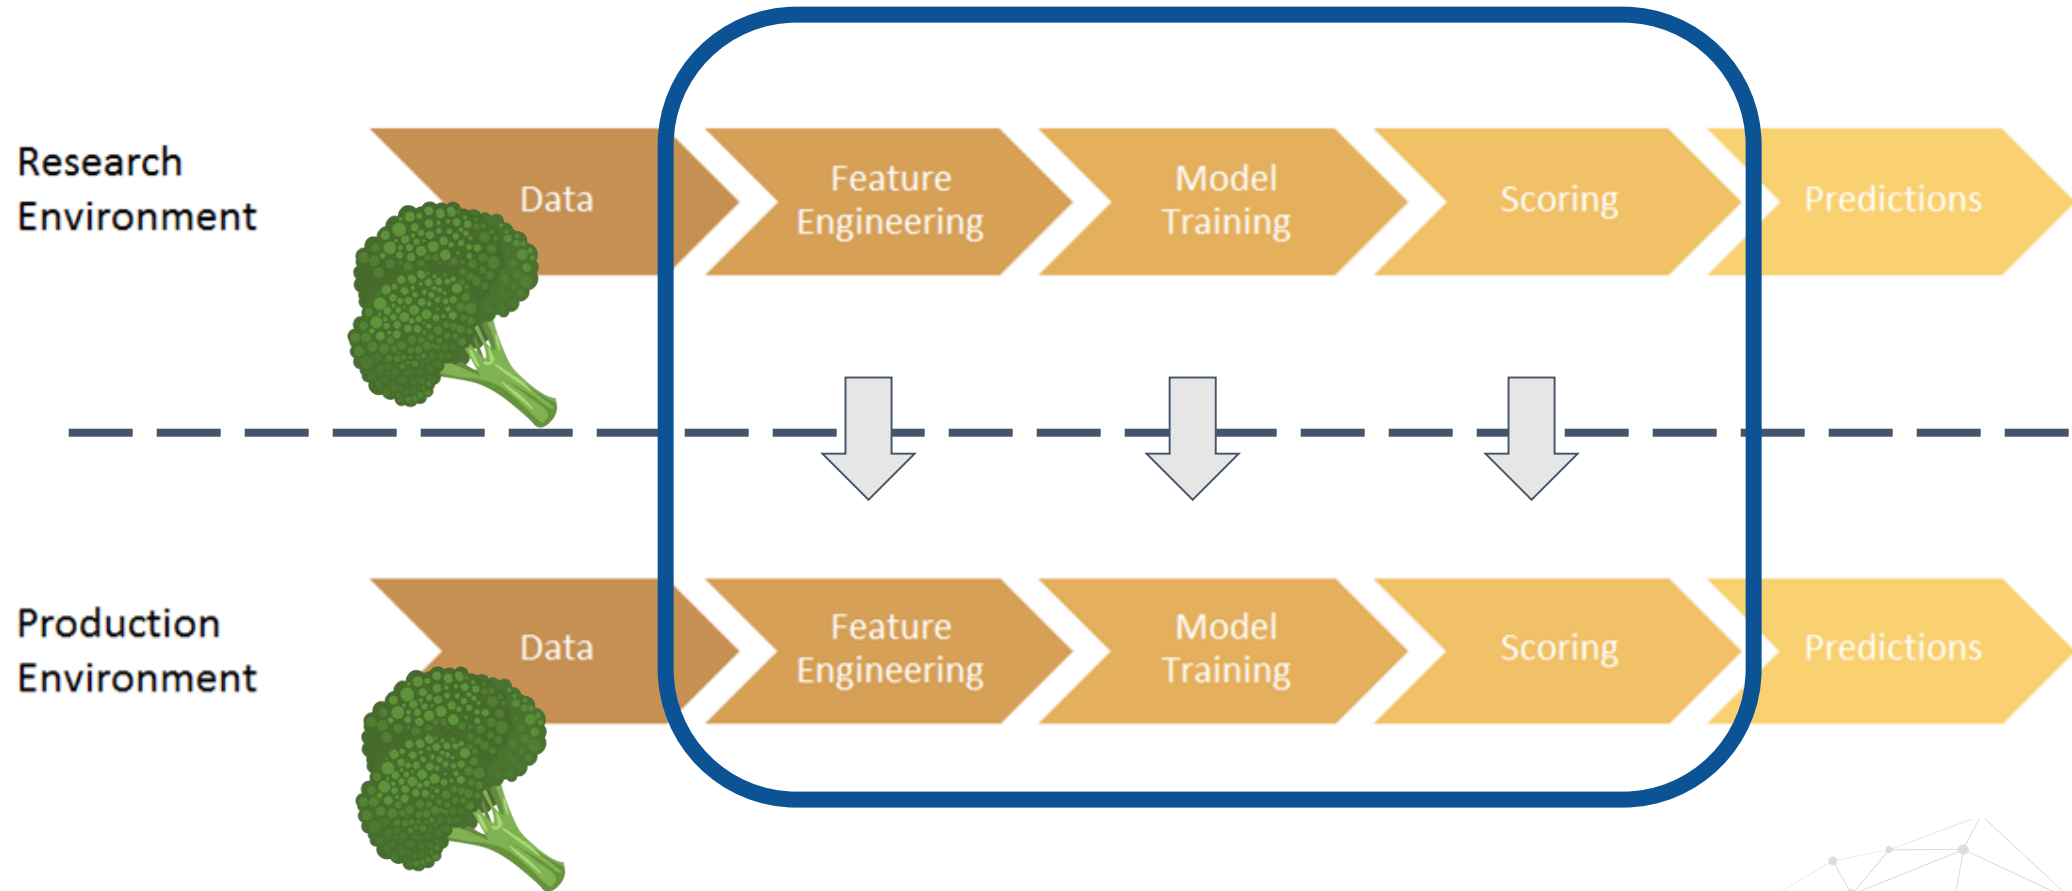 Research
Environment
Data
Feature
Engineering
Model
Training
Scoring
Predictions
Production
Environment
Data
Feature
Engineering
Model
Training
Scoring
Predictions